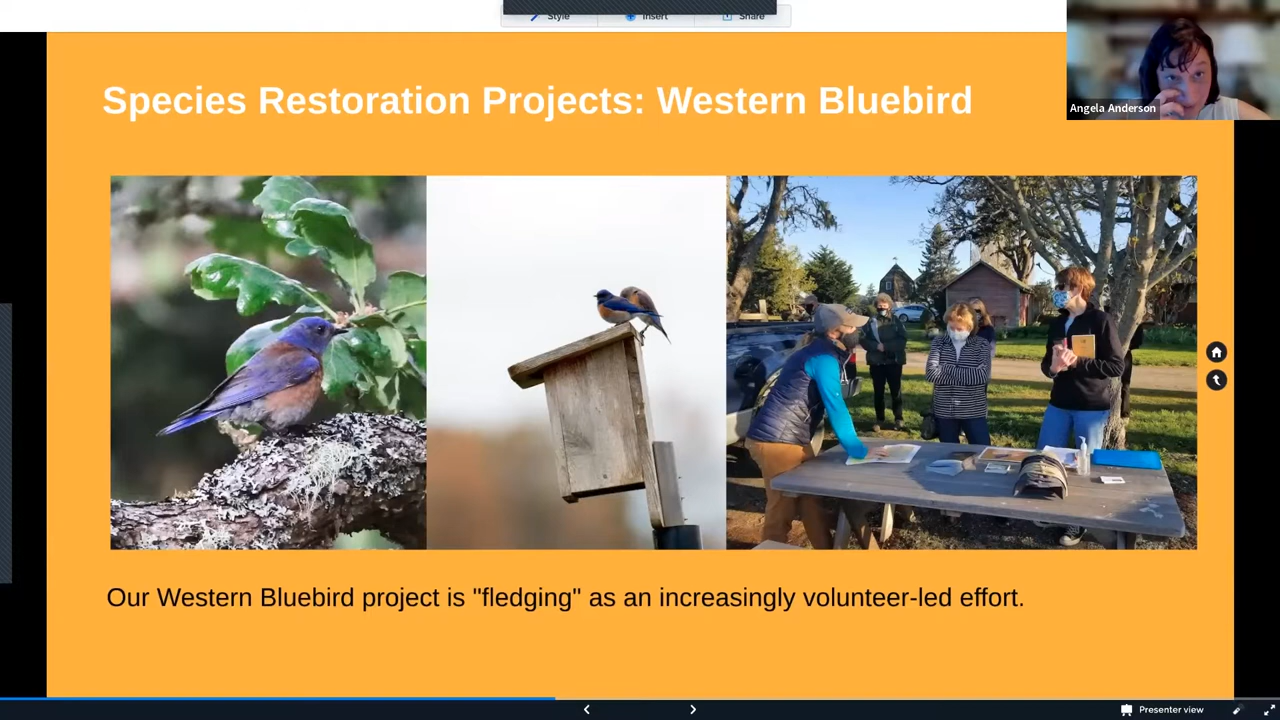 Style
Insert
Share
Angela Anderson
Species Restoration Projects: Western Bluebird
Our Western Bluebird project is "fledging" as an increasingly volunteer-led effort.
Presenter view